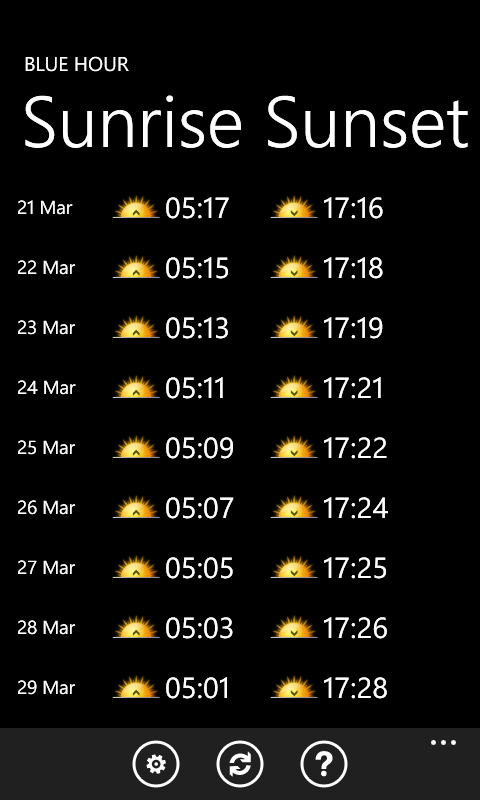 BLUE HOUR
Sunrise Sunset
21 Mar 05:17 17:16
22 Mar 05:15 17:18
23 Mar 05:13 17:19
24 Mar 05:11 17:21
25 Mar 05:09 17:22
26 Mar 05:07 17:24
27 Mar 05:05 17:25
28 Mar 05:03 17:26
29 Mar 05:01 17:28